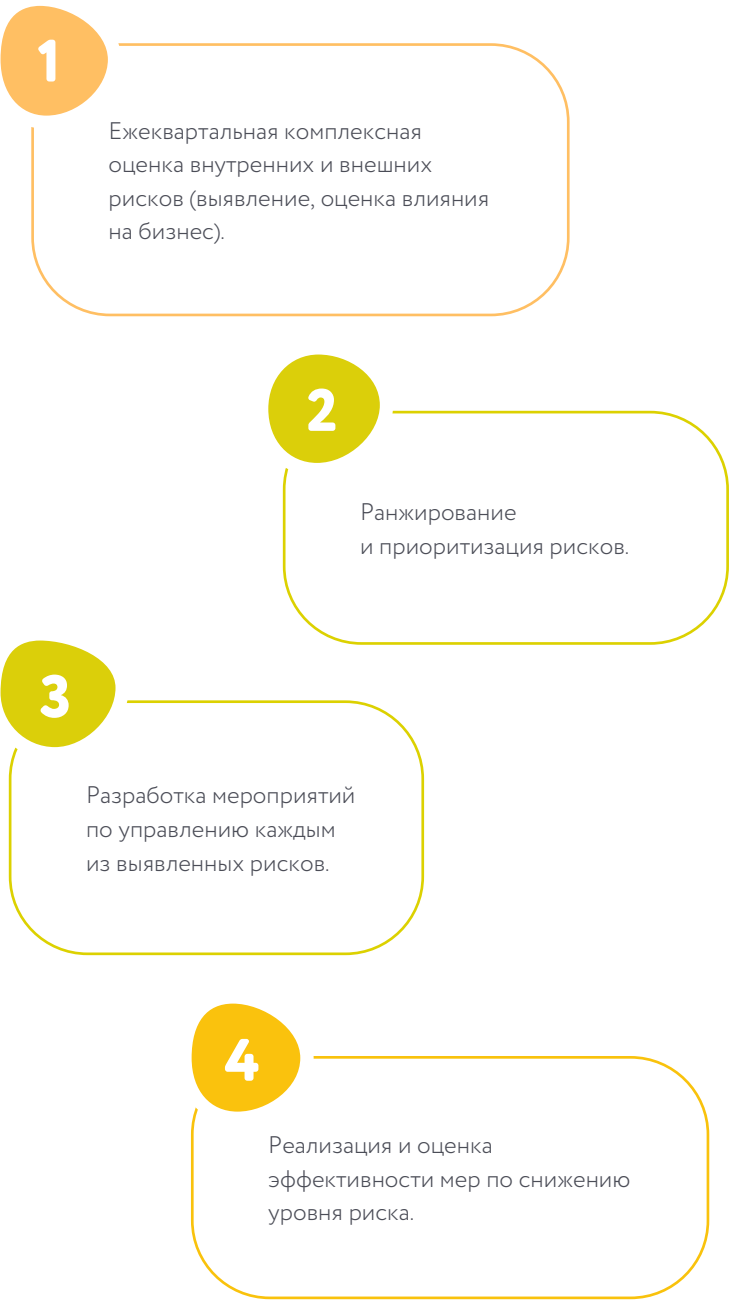 1
Ежеквартальная комплексная
оценка внутренних и внешних
рисков (выявление, оценка влияния
на бизнес).
2
Ранжирование
и приоритизация рисков.
3
Разработка мероприятий
по управлению каждым
из выявленных рисков.
4
Реализация и оценка
эффективности мер по снижению
уровня риска.